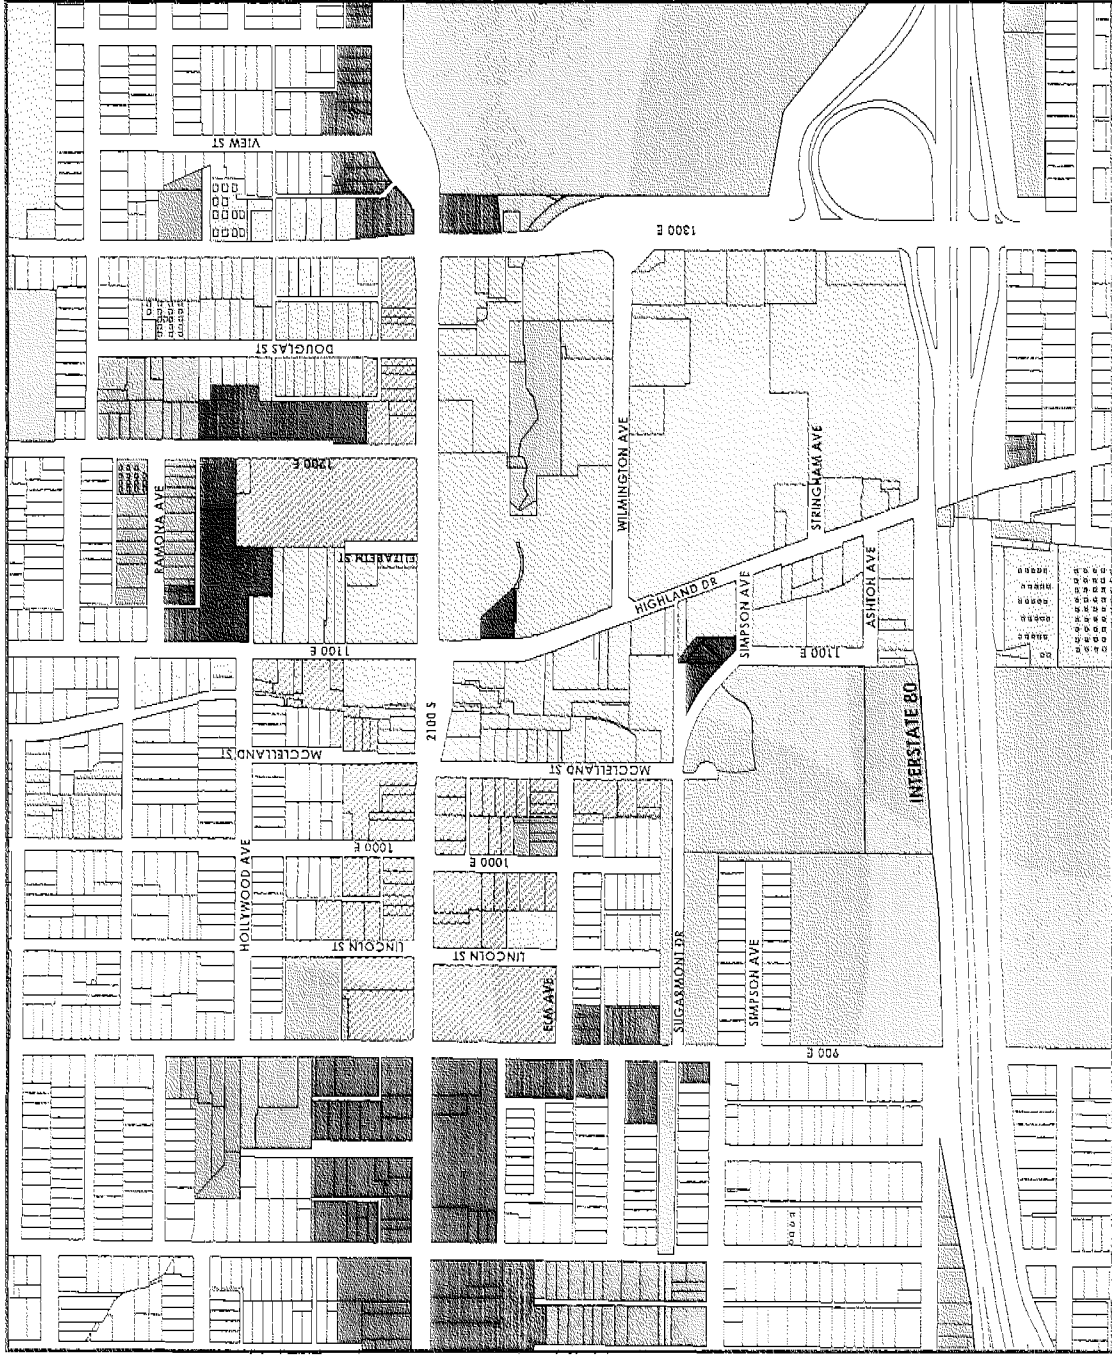 VIEW ST
1300 E
DOUGLAS ST
WILMINGTON AVE
STRINGHAM AVE
1200 E
RAMONA AVE
ELIZABETH ST
ASHTON AVE
HIGHLAND DR
SIMPSON AVE
1100 E
1100 E
2100 S
INTERSTATE 80
MCCLELLAND ST
MCCLELLAND ST
HOLLYWOOD AVE
1000 E
1000 E
LINCOLN ST
LINCOLN ST
ELM AVE
SUGARMONT DR
SIMPSON AVE
900 E